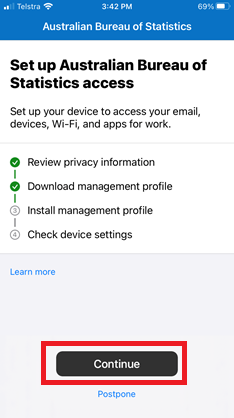 Telstra 3:42 PM 69%
Australian Bureau of Statistics
Set up Australian Bureau of
Statistics access
Set up your device to access your email,
devices, Wi-Fi, and apps for work.
Review privacy information
Download management profile
3 Install management profile
4 Check device settings
Learn more
Continue
Postpone